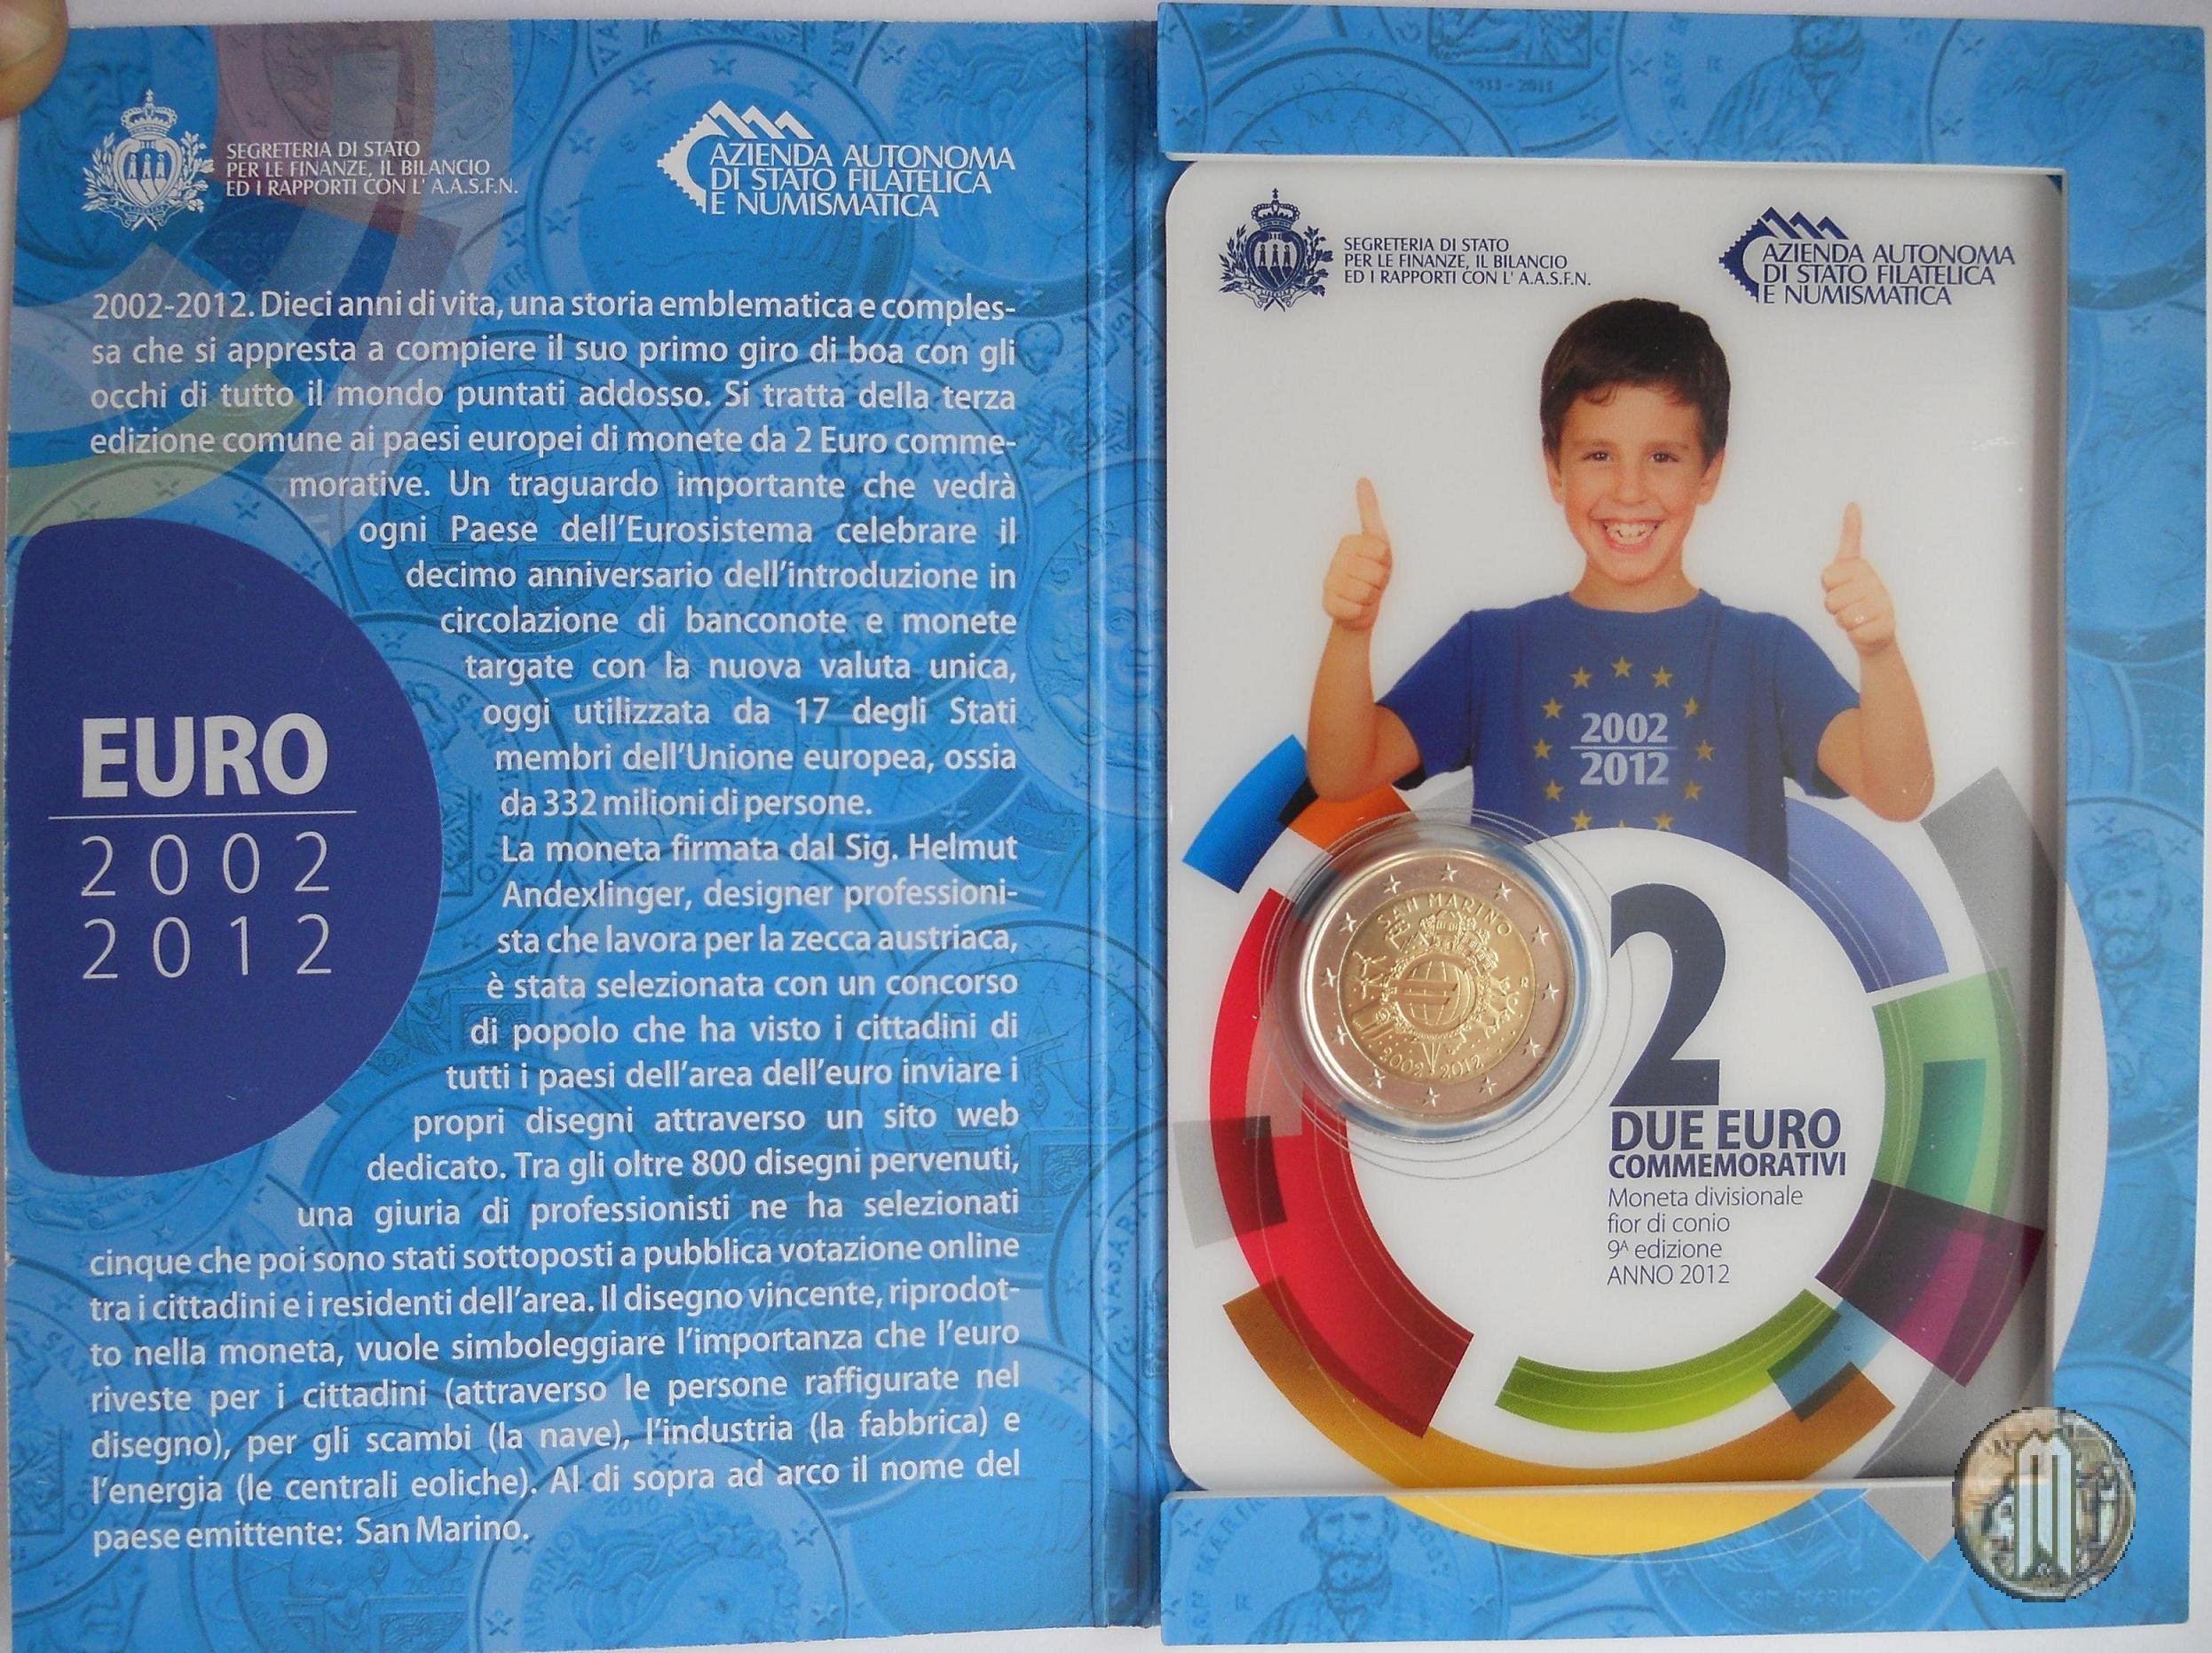 SEGRETERIA DI STATO
PER LE FINANZE, IL BILANCIO
ED I RAPPORTI CON L' A.A.S.F.N.
AZIENDA AUTONOMA
DI STATO FILATELICA
E NUMISMATICA
2002-2012. Dieci anni di vita, una storia emblematica e comples-
sa che si appresta a compiere il suo primo giro di boa con gli
occhi di tutto il mondo puntati addosso. Si tratta della terza
edizione comune ai paesi europei di monete da 2 Euro comme-
morative. Un traguardo importante che vedrà
ogni Paese dell'Eurosistema celebrare il
decimo anniversario dell'introduzione in
circolazione di banconote e monete
targate con la nuova valuta unica,
oggi utilizzata da 17 degli Stati
membri dell'Unione europea, ossia
da 332 milioni di persone.
La moneta firmata dal Sig. Helmut
Andexlinger, designer professioni-
sta che lavora per la zecca austriaca,
è stata selezionata con un concorso
di popolo che ha visto i cittadini di
tutti i paesi dell'area dell'euro inviare i
propri disegni attraverso un sito web
dedicato. Tra gli oltre 800 disegni pervenuti,
una giuria di professionisti ne ha selezionati
cinque che poi sono stati sottoposti a pubblica votazione online
tra i cittadini e i residenti dell'area. Il disegno vincente, riprodot-
to nella moneta, vuole simboleggiare l'importanza che l'euro
riveste per i cittadini (attraverso le persone raffigurate nel
disegno), per gli scambi (la nave), l'industria (la fabbrica) e
l'energia (le centrali eoliche). Al di sopra ad arco il nome del
paese emittente: San Marino.
EURO
2002
2012
SEGRETERIA DI STATO
PER LE FINANZE, IL BILANCIO
ED I RAPPORTI CON L' A.A.S.F.N.
AZIENDA AUTONOMA
DI STATO FILATELICA
E NUMISMATICA
2002
2012
SAN MARINO
2002 2012
2
DUE EURO
COMMEMORATIVI
Moneta divisionale
fior di conio
9A edizione
ANNO 2012